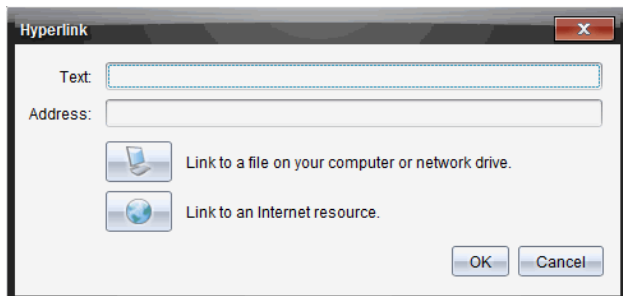 Hyperlink
Text:
Address:
Link to a file on your computer or network drive.
Link to an Internet resource.
OK Cancel